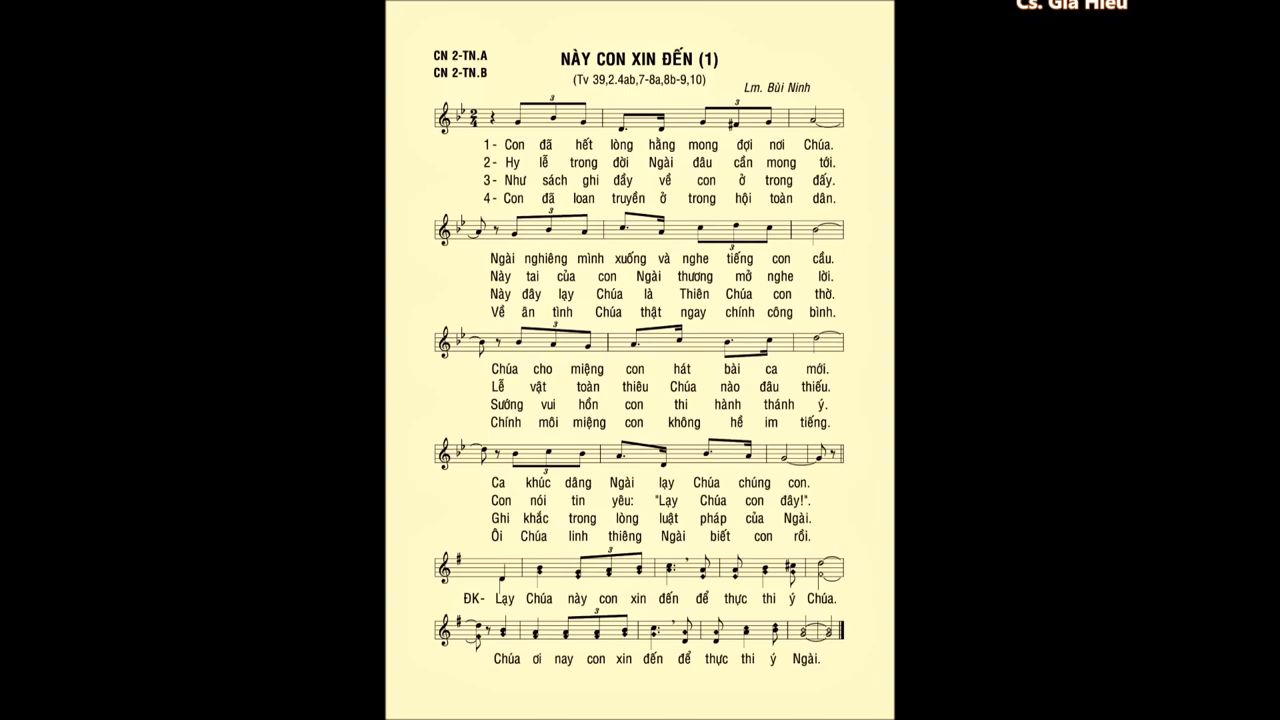 Cs. Gia Hiếu
CN 2-TN.A
CN 2-TN.B
NÀY CON XIN ĐẾN (1)
(Tv 39,2.4ab,7-8a,8b-9,10)
Lm. Bùi Ninh
1- Con đã hết lòng hằng mong đợi nơi Chúa.
2- Hy lễ trong đời Ngài đâu cần mong tới.
3- Như sách ghi đầy về con ở trong đấy.
4- Con đã loan truyền ở trong hội toàn dân.
Ngài nghiêng mình xuống và nghe tiếng con cầu.
Này tai của con Ngài thương mở nghe lời.
Này đây lạy Chúa là Thiên Chúa con thờ.
Về ân tình Chúa thật ngay chính công bình.
Chúa cho miệng con hát bài ca mới.
Lễ vật toàn thiêu Chúa nào đâu thiếu.
Sướng vui hồn con thi hành thánh ý.
Chính môi miệng con không hề im tiếng.
Ca khúc dâng Ngài lạy Chúa chúng con.
Con nói tin yêu: "Lạy Chúa con đây!".
Ghi khắc trong lòng luật pháp của Ngài.
Ôi Chúa linh thiêng Ngài biết con rồi.
ĐK- Lạy Chúa này con xin đến để thực thi ý Chúa.
Chúa ơi nay con xin đến để thực thi ý Ngài.